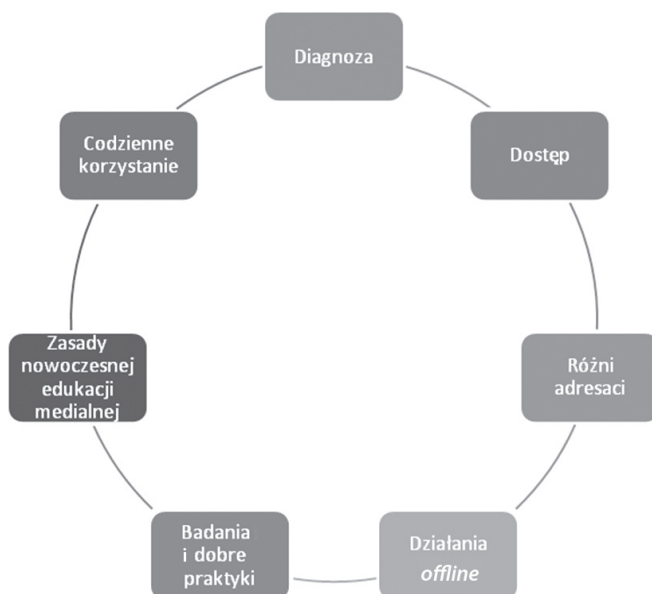 Diagnoza
Dostęp
Różni
adresaci
Działania
offline
Badania
i dobre
praktyki
Zasady
nowoczesnej
edukacji
medialnej
Codzienne
korzystanie